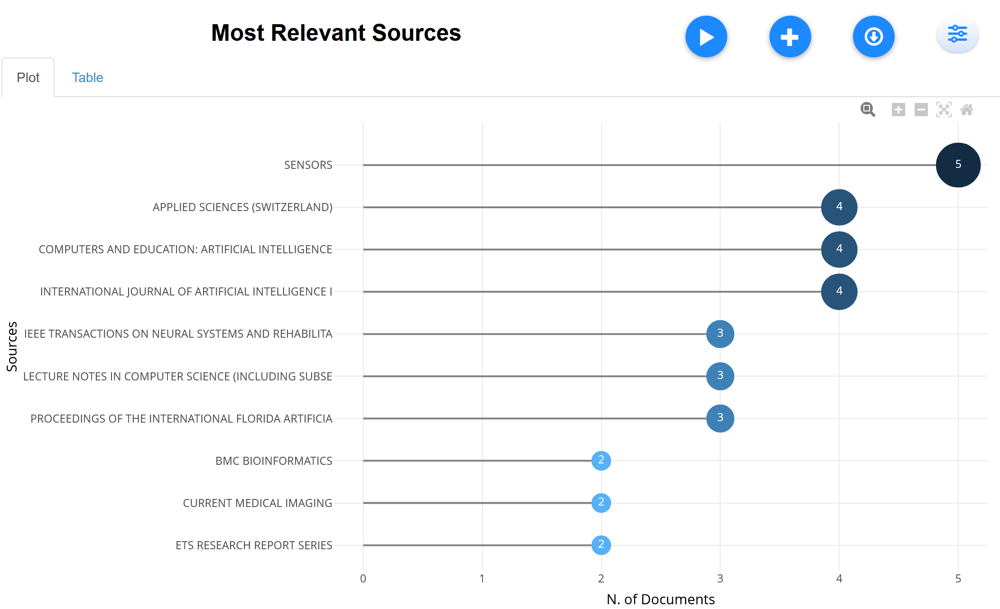 Most Relevant Sources
Plot
Table
SENSORS
5
APPLIED SCIENCES (SWITZERLAND)
4
COMPUTERS AND EDUCATION: ARTIFICIAL INTELLIGENCE
4
INTERNATIONAL JOURNAL OF ARTIFICIAL INTELLIGENCE I
4
IEEE TRANSACTIONS ON NEURAL SYSTEMS AND REHABILITA
3
LECTURE NOTES IN COMPUTER SCIENCE (INCLUDING SUBSE
3
PROCEEDINGS OF THE INTERNATIONAL FLORIDA ARTIFICIA
3
BMC BIOINFORMATICS
2
CURRENT MEDICAL IMAGING
2
ETS RESEARCH REPORT SERIES
2
Sources
0 1 2 3 4 5
N. of Documents